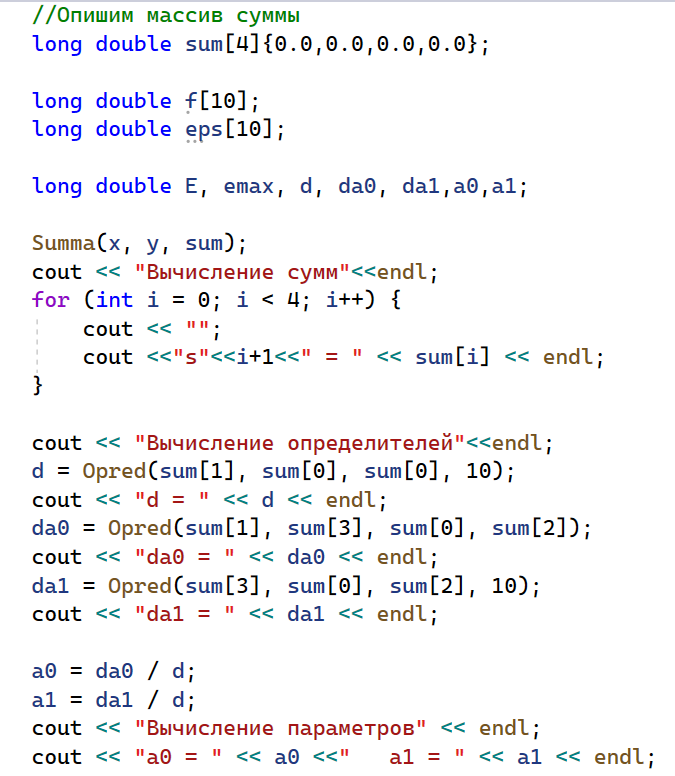 //Опишим массив суммы
long double sum[4]{0.0,0.0,0.0,0.0};
long double f[10];
long double eps[10];
long double E, emax, d, da0, da1,a0,a1;
Summa(x, y, sum);
cout << "Вычисление сумм"<<endl;
for (int i = 0; i < 4; i++) {
cout << "";
cout <<"s"<<i+1<<" = " << sum[i] << endl;
}
cout << "Вычисление определителей"<<endl;
d = Opred(sum[1], sum[0], sum[0], 10);
cout << "d = " << d << endl;
da0 = Opred(sum[1], sum[3], sum[0], sum[2]);
cout << "da0 = " << da0 << endl;
da1 = Opred(sum[3], sum[0], sum[2], 10);
cout << "da1 = " << da1 << endl;
a0 = da0 / d;
a1 = da1 / d;
cout << "Вычисление параметров" << endl;
cout << "a0 = " << a0 <<"   a1 = " << a1 << endl;